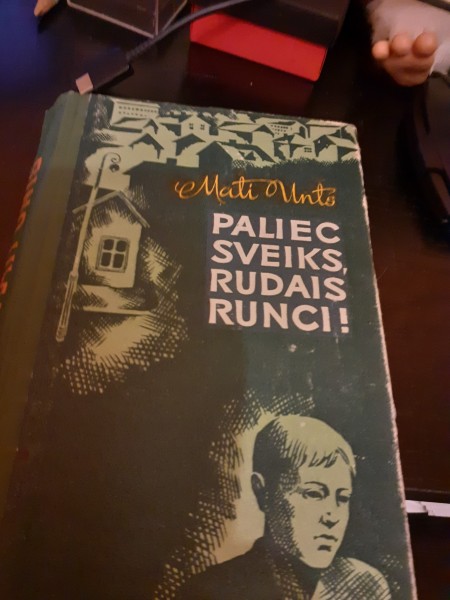 Mati Unts
PALIEC
SVEIKS,
RUDAIS
RUNCI!